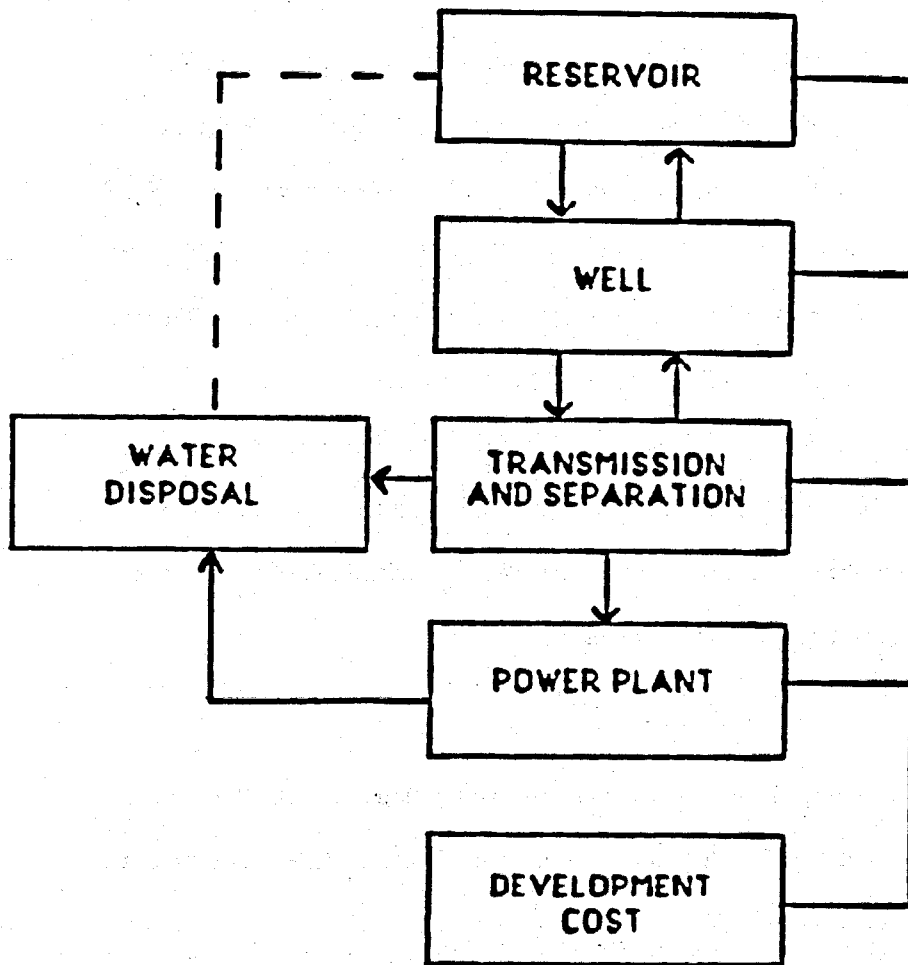 RESERVOIR
WELL
WATER
DISPOSAL
TRANSMISSION
AND SEPARATION
POWER PLANT
DEVELOPMENT
COST